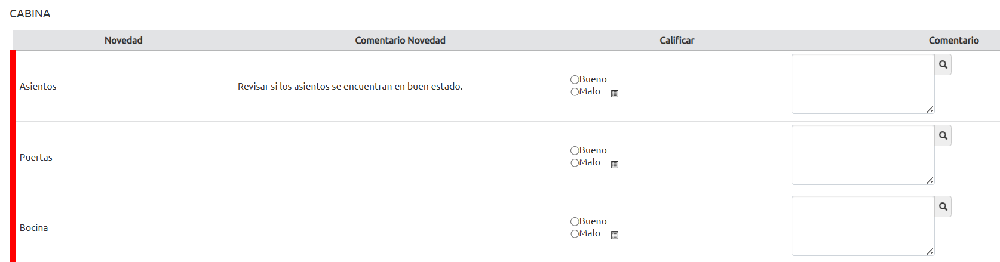 CABINA
Novedad Comentario Novedad Calificar Comentario
Asientos Revisar si los asientos se encuentran en buen estado. Bueno
Malo
Puertas Bueno
Malo
Bocina Bueno
Malo